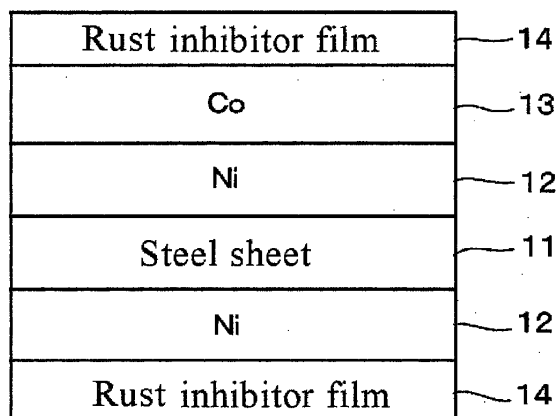 Rust inhibitor film 14
Co 13
Ni 12
Steel sheet 11
Ni 12
Rust inhibitor film 14